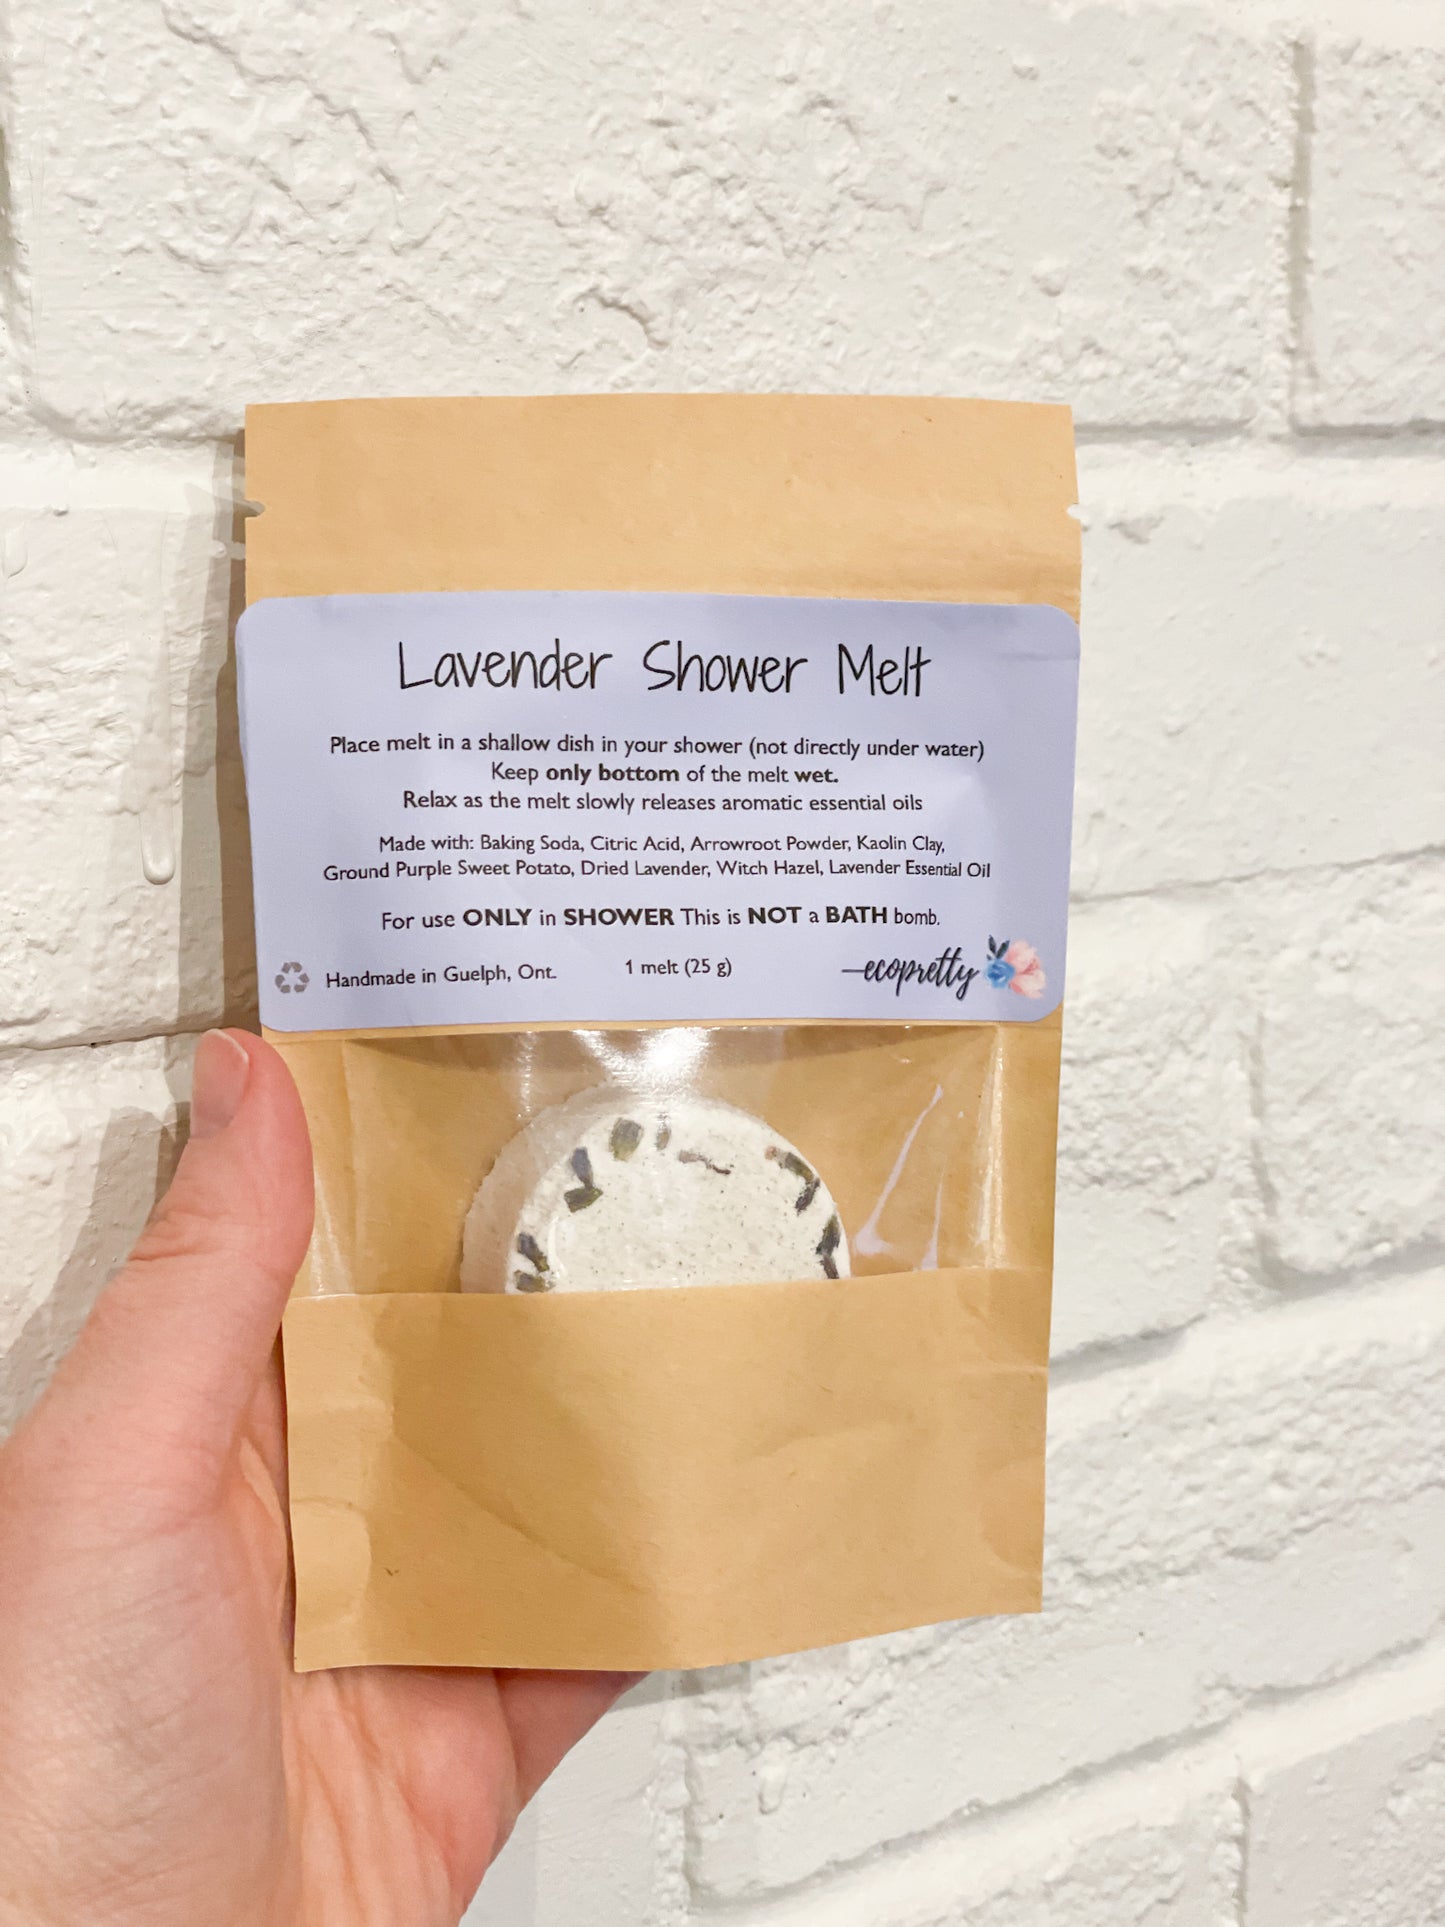 Lavender Shower Melt
Place melt in a shallow dish in your shower (not directly under water)
Keep only bottom of the melt wet.
Relax as the melt slowly releases aromatic essential oils
Made with: Baking Soda, Citric Acid, Arrowroot Powder, Kaolin Clay,
Ground Purple Sweet Potato, Dried Lavender, Witch Hazel, Lavender Essential Oil
For use ONLY in SHOWER This is NOT a BATH bomb.
Handmade in Guelph, Ont.
1 melt (25 g)
ecopretty